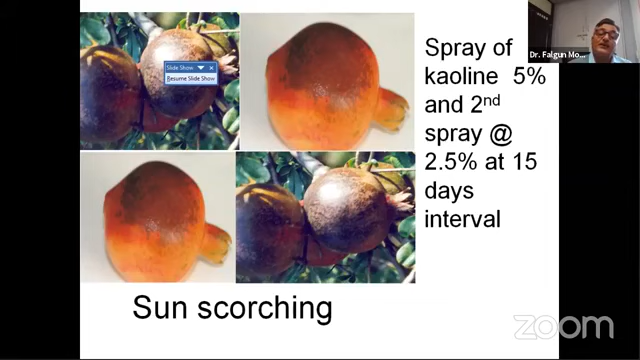 Slide Show
Resume Slide Show
Dr. Falgun Mo...
Spray of
kaoline 5%
and 2nd
spray @
2.5% at 15
days
interval
Sun scorching
zoom